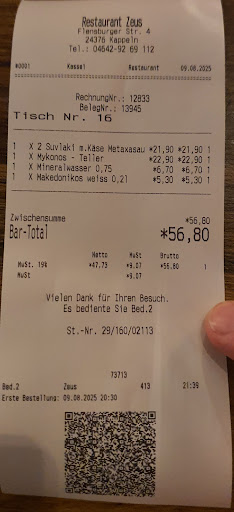 Restaurant Zeus
Flensburger Str. 4
24376 Kappeln
Tel.: 04642-92 69 112
#0001 Kasse1 Restaurant 09.08.2025
RechnungNr.: 12833
BelegNr.: 13945
Tisch Nr. 16
1 X 2 Suvlaki m.Käse Metaxasau *21,90 *21,90 1
1 X Mykonos - Teller *22,90 *22,90 1
1 X Mineralwasser 0,75 *6,70 *6,70 1
1 X Makedonikos weiss 0,2l *5,30 *5,30 1
Zwischensumme *56,80
Bar-Total *56,80
Netto MwSt Brutto
MwSt. 19% *47,73 *9,07 *56,80 1
MwSt *9,07
Vielen Dank für Ihren Besuch.
Es bediente Sie Bed.2
St.-Nr. 29/160/02113
73713
Bed.2 Zeus 413 21:39
Erste Bestellung: 09.08.2025 20:30